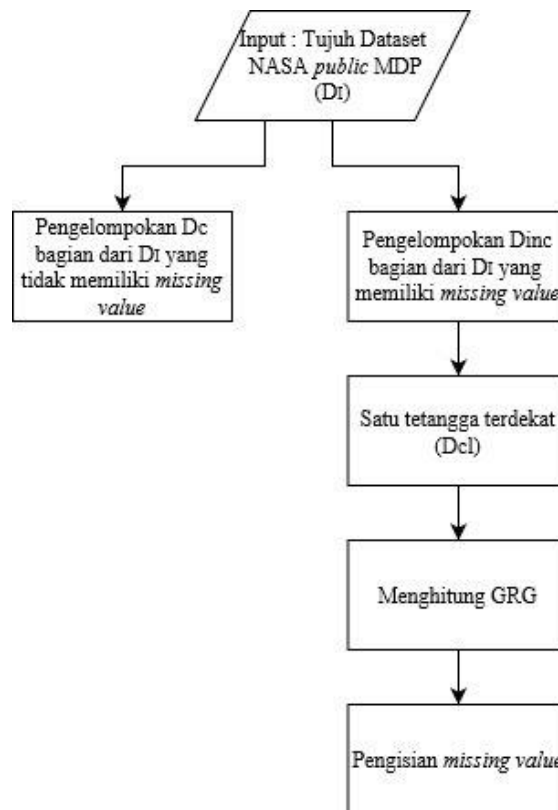 Input : Tujuh Dataset
NASA public MDP
(DI)
Pengelompokan Dc
bagian dari DI yang
tidak memiliki missing
value
Pengelompokan Dinc
bagian dari DI yang
memiliki missing value
Satu tetangga terdekat
(Dcl)
Menghitung GRG
Pengisian missing value